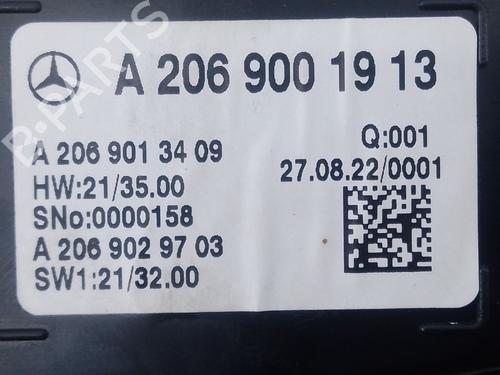 A 206 900 19 13
A 206 901 34 09
HW:21/35.00
SNo:0000158
A 206 902 97 03
SW1:21/32.00
Q:001
27.08.22/0001
B-PARTS